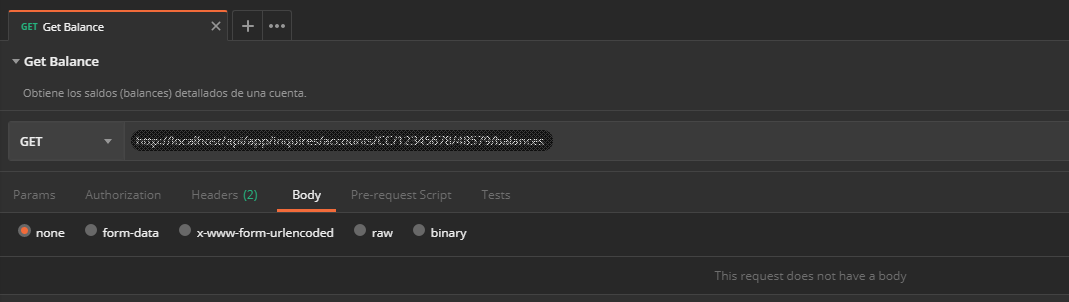 GET Get Balance
Get Balance
Obtiene los saldos (balances) detallados de una cuenta.
GET http://localhost/api/app/inquires/accounts/CC/12345678/48579/balances
Params Authorization Headers (2) Body Pre-request Script Tests
none form-data x-www-form-urlencoded raw binary
This request does not have a body